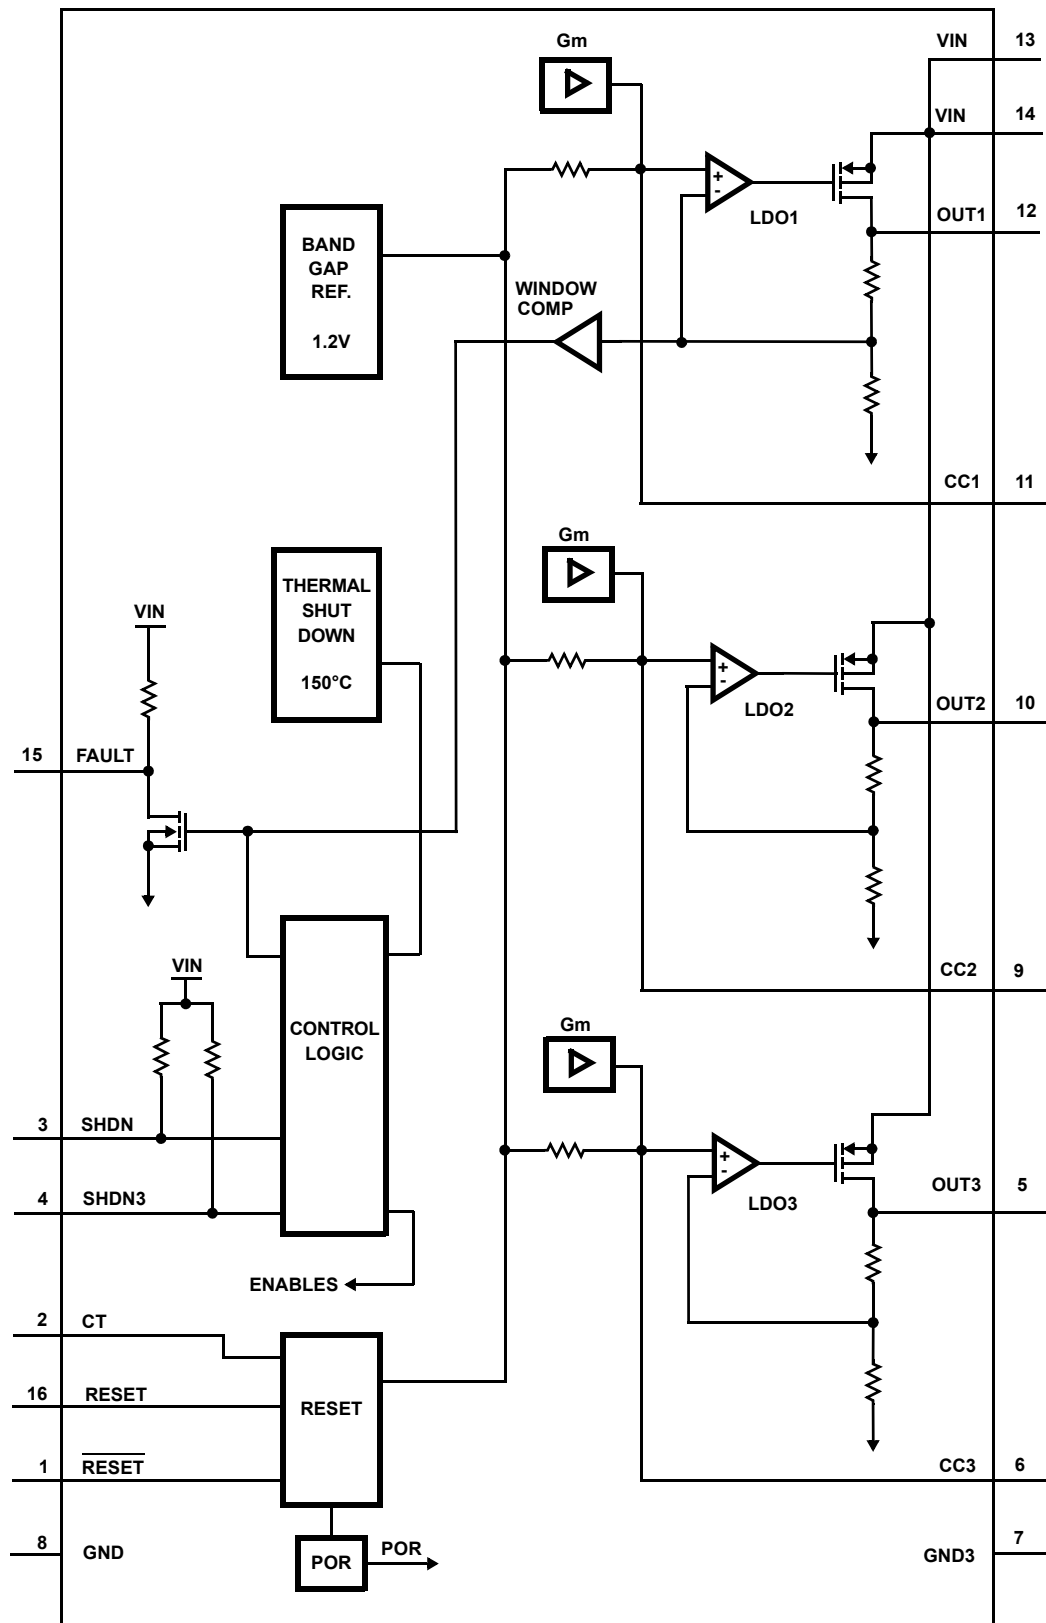 Gm
VIN 13
VIN 14
+
-
LDO1
OUT1 12
BAND
GAP
REF.
1.2V
WINDOW
COMP
CC1 11
Gm
THERMAL
SHUT
DOWN
150°C
VIN
+
-
LDO2
OUT2 10
15 FAULT
VIN
CC2 9
CONTROL
LOGIC
Gm
3 SHDN
4 SHDN3
+
-
LDO3
OUT3 5
ENABLES
2 CT
16 RESET
RESET
1 RESET
CC3 6
8 GND
POR
POR
GND3 7